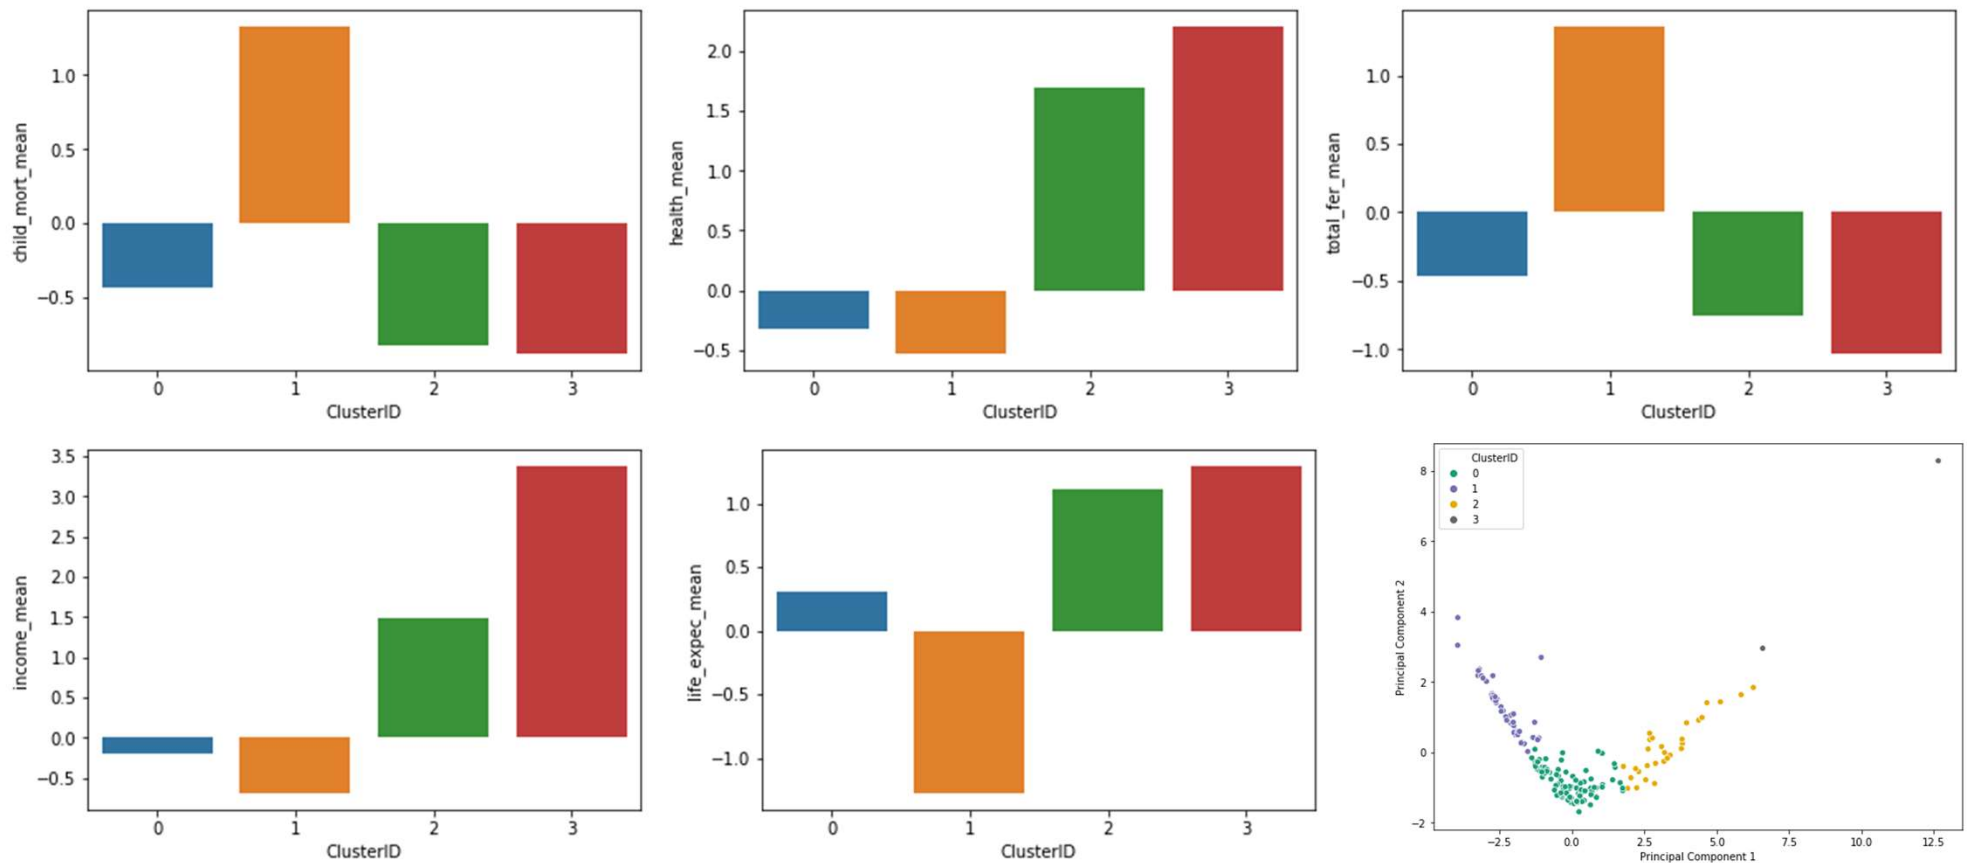 child_mort_mean
1.0
0.5
0.0
−0.5
0 1 2 3
ClusterID
health_mean
2.0
1.5
1.0
0.5
0.0
−0.5
0 1 2 3
ClusterID
total_fer_mean
1.0
0.5
0.0
−0.5
−1.0
0 1 2 3
ClusterID
income_mean
3.5
3.0
2.5
2.0
1.5
1.0
0.5
0.0
−0.5
0 1 2 3
ClusterID
life_expec_mean
1.0
0.5
0.0
−0.5
−1.0
0 1 2 3
ClusterID
ClusterID
0
1
2
3
Principal Component 2
8
6
4
2
0
−2
−2.5 0.0 2.5 5.0 7.5 10.0 12.5
Principal Component 1